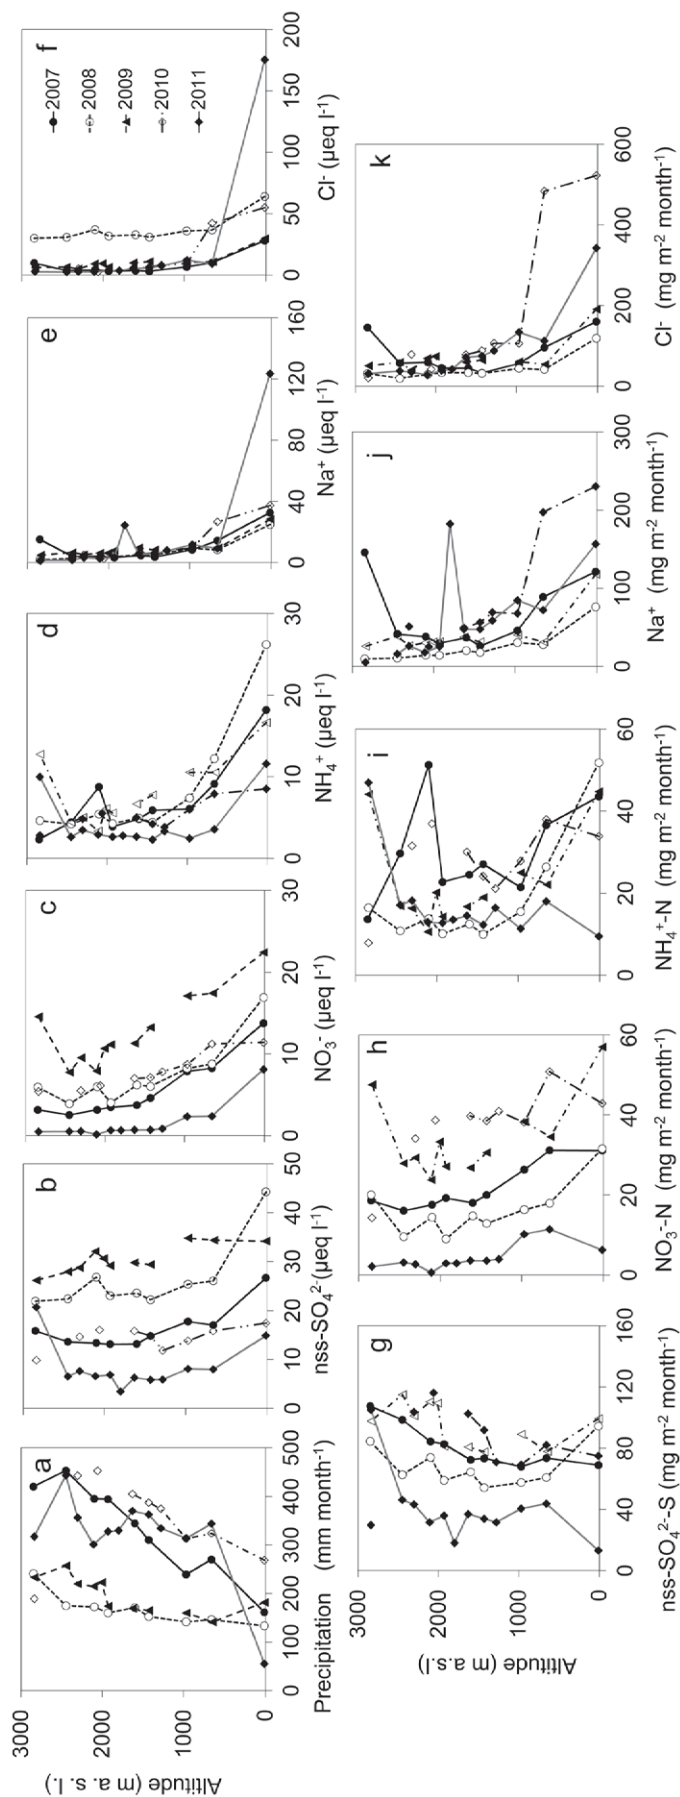 a
3000
2000
1000
0
Altitude (m a. s. l.)
0
100
200
300
400
500
Precipitation (mm month-1)
b
0
10
20
30
40
50
nss-SO42-(µeq l-1)
c
0
10
20
30
NO3- (µeq l-1)
d
0
10
20
30
NH4+ (µeq l-1)
e
0
40
80
120
160
Na+ (µeq l-1)
f
2007
2008
2009
2010
2011
0
50
100
150
200
Cl- (µeq l-1)
g
3000
2000
1000
0
Altitude (m a.s.l.)
0
40
80
120
160
nss-SO42--S (mg m-2 month-1)
h
0
20
40
60
NO3--N (mg m-2 month-1)
i
0
20
40
60
NH4+-N (mg m-2 month-1)
j
0
100
200
300
Na+ (mg m-2 month-1)
k
0
200
400
600
Cl- (mg m-2 month-1)